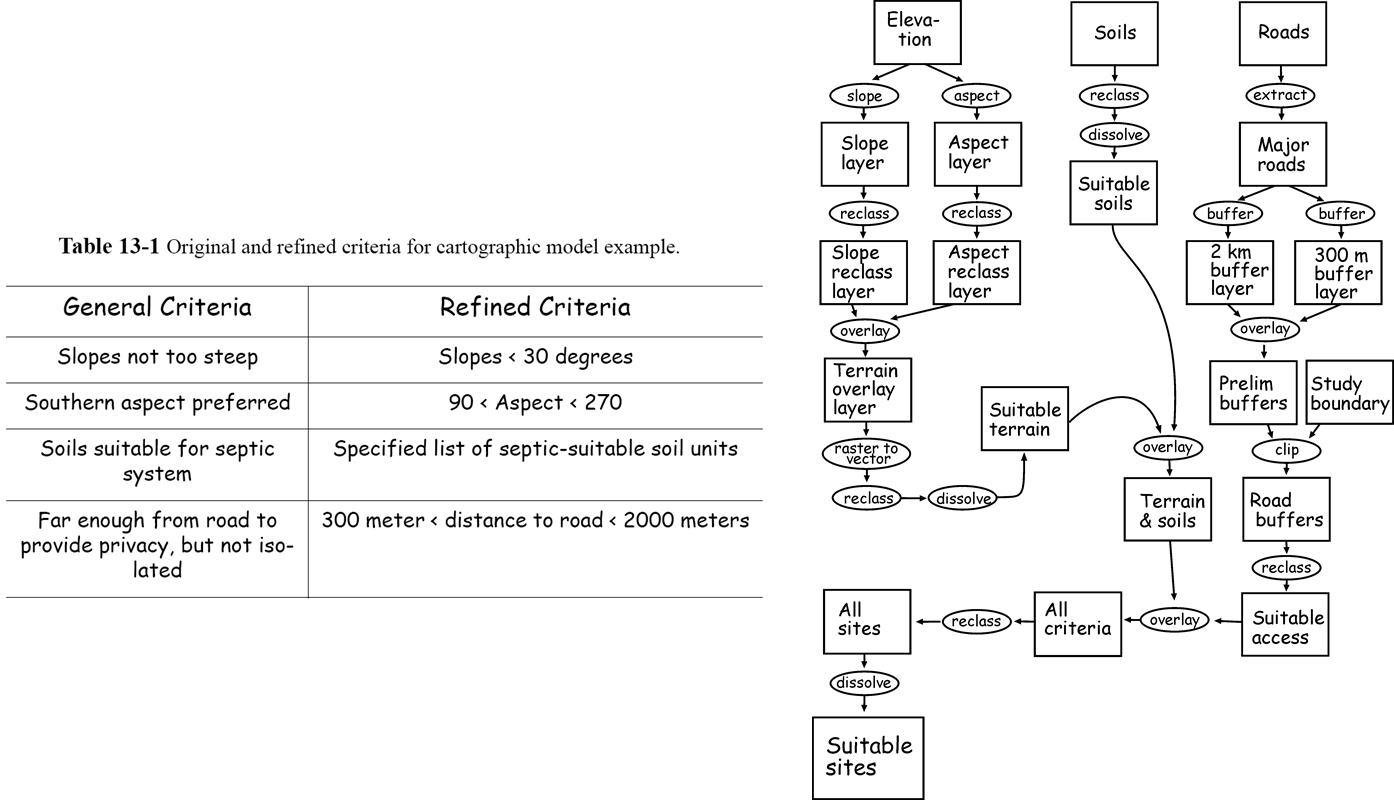 Table 13-1 Original and refined criteria for cartographic model example.
General Criteria
Refined Criteria
Slopes not too steep
Slopes < 30 degrees
Southern aspect preferred
90 < Aspect < 270
Soils suitable for septic
system
Specified list of septic-suitable soil units
Far enough from road to
provide privacy, but not iso-
lated
300 meter < distance to road < 2000 meters
Eleva-
tion
slope
aspect
Slope
layer
Aspect
layer
reclass
reclass
Slope
reclass
layer
Aspect
reclass
layer
overlay
Terrain
overlay
layer
raster to
vector
reclass
dissolve
Suitable
terrain
Soils
reclass
dissolve
Suitable
soils
overlay
Terrain
& soils
Roads
extract
Major
roads
buffer
buffer
2 km
buffer
layer
300 m
buffer
layer
overlay
Prelim
buffers
Study
boundary
clip
Road
buffers
reclass
Suitable
access
overlay
All
criteria
reclass
All
sites
dissolve
Suitable
sites